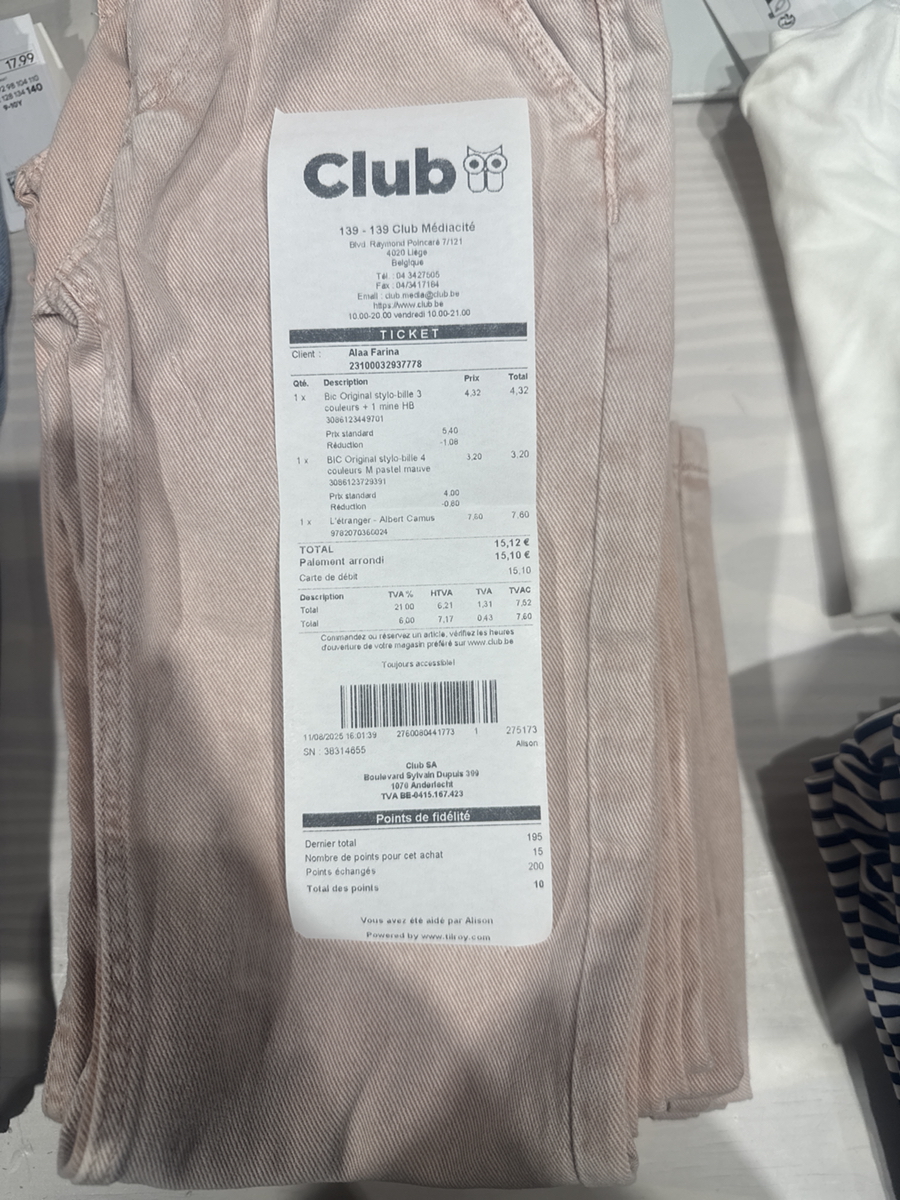 17.99
104 110
128 134 140
9-10Y
Club
139 - 139 Club Médiacité
Blvd. Raymond Poincaré 7/121
4020 Liège
Belgique
Tél. : 04 3427605
Fax : 04/3417184
Email : club.media@club.be
https://www.club.be
10.00-20.00 vendredi 10.00-21.00
TICKET
Client : Alaa Farina
23100032937778
Qté. Description Prix Total
1 x Bic Original stylo-bille 3 4,32 4,32
couleurs + 1 mine HB
3086123449701
Prix standard 5,40
Réduction -1,08
1 x BIC Original stylo-bille 4 3,20 3,20
couleurs M pastel mauve
3086123729391
Prix standard 4,00
Réduction -0,80
1 x L'étranger - Albert Camus 7,60 7,60
9782070360024
TOTAL 15,12 €
Paiement arrondi 15,10 €
Carte de débit 15,10
Description TVA % HTVA TVA TVAC
Total 21,00 6,21 1,31 7,52
Total 6,00 7,17 0,43 7,60
Commandez ou réservez un article, vérifiez les heures
d'ouverture de votre magasin préféré sur www.club.be
Toujours accessible!
11/08/2025 16:01:39 2760080441773 1 275173
SN : 38314655 Alison
Club SA
Boulevard Sylvain Dupuis 399
1070 Anderlecht
TVA BE-0415.167.423
Points de fidélité
Dernier total 195
Nombre de points pour cet achat 15
Points échangés 200
Total des points 10
Vous avez été aidé par Alison
Powered by www.tilroy.com